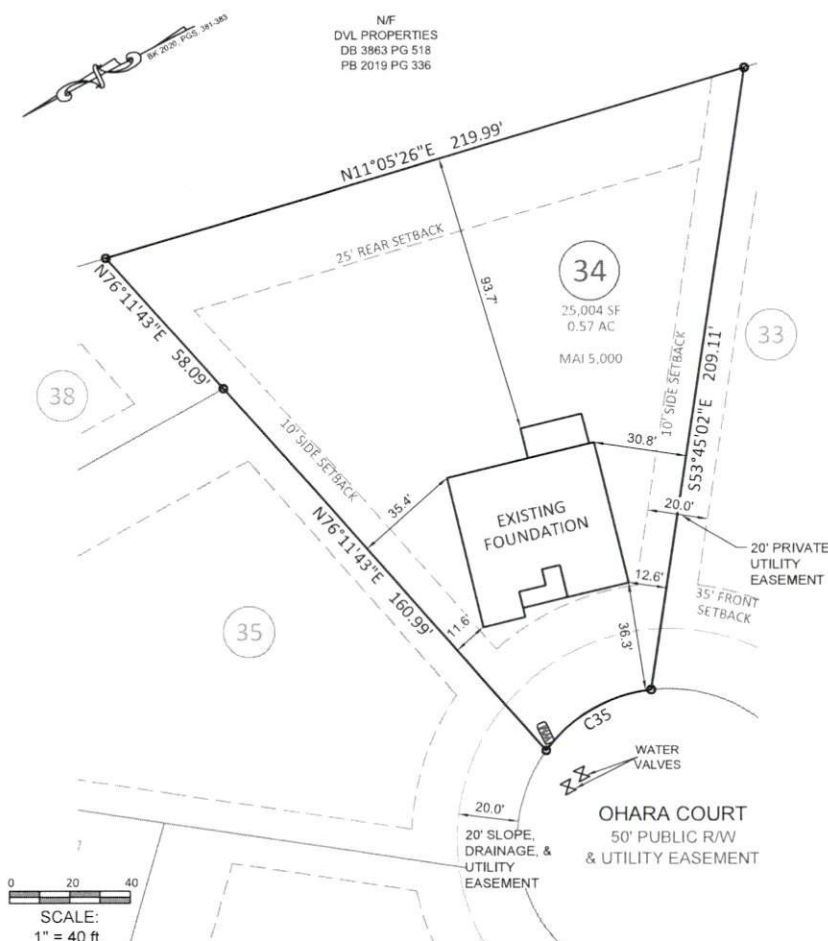 BK 2020, PGS. 381-383
N/F
DVL PROPERTIES
DB 3863 PG 518
PB 2019 PG 336
N11°05'26"E 219.99'
25' REAR SETBACK
N76°11'43"E 58.09'
93.7'
34
25,004 SF
0.57 AC
MAI 5,000
10' SIDE SETBACK
S53°45'02"E 209.11'
33
38
10' SIDE SETBACK
30.8'
35.4'
EXISTING
FOUNDATION
20.0'
20' PRIVATE
UTILITY
EASEMENT
N76°11'43"E 160.99'
12.6'
35' FRONT
SETBACK
35
11.6'
36.3'
C35
WATER
VALVES
20.0'
OHARA COURT
50' PUBLIC R/W
& UTILITY EASEMENT
20' SLOPE,
DRAINAGE, &
UTILITY
EASEMENT
0 20 40
SCALE:
1" = 40 ft